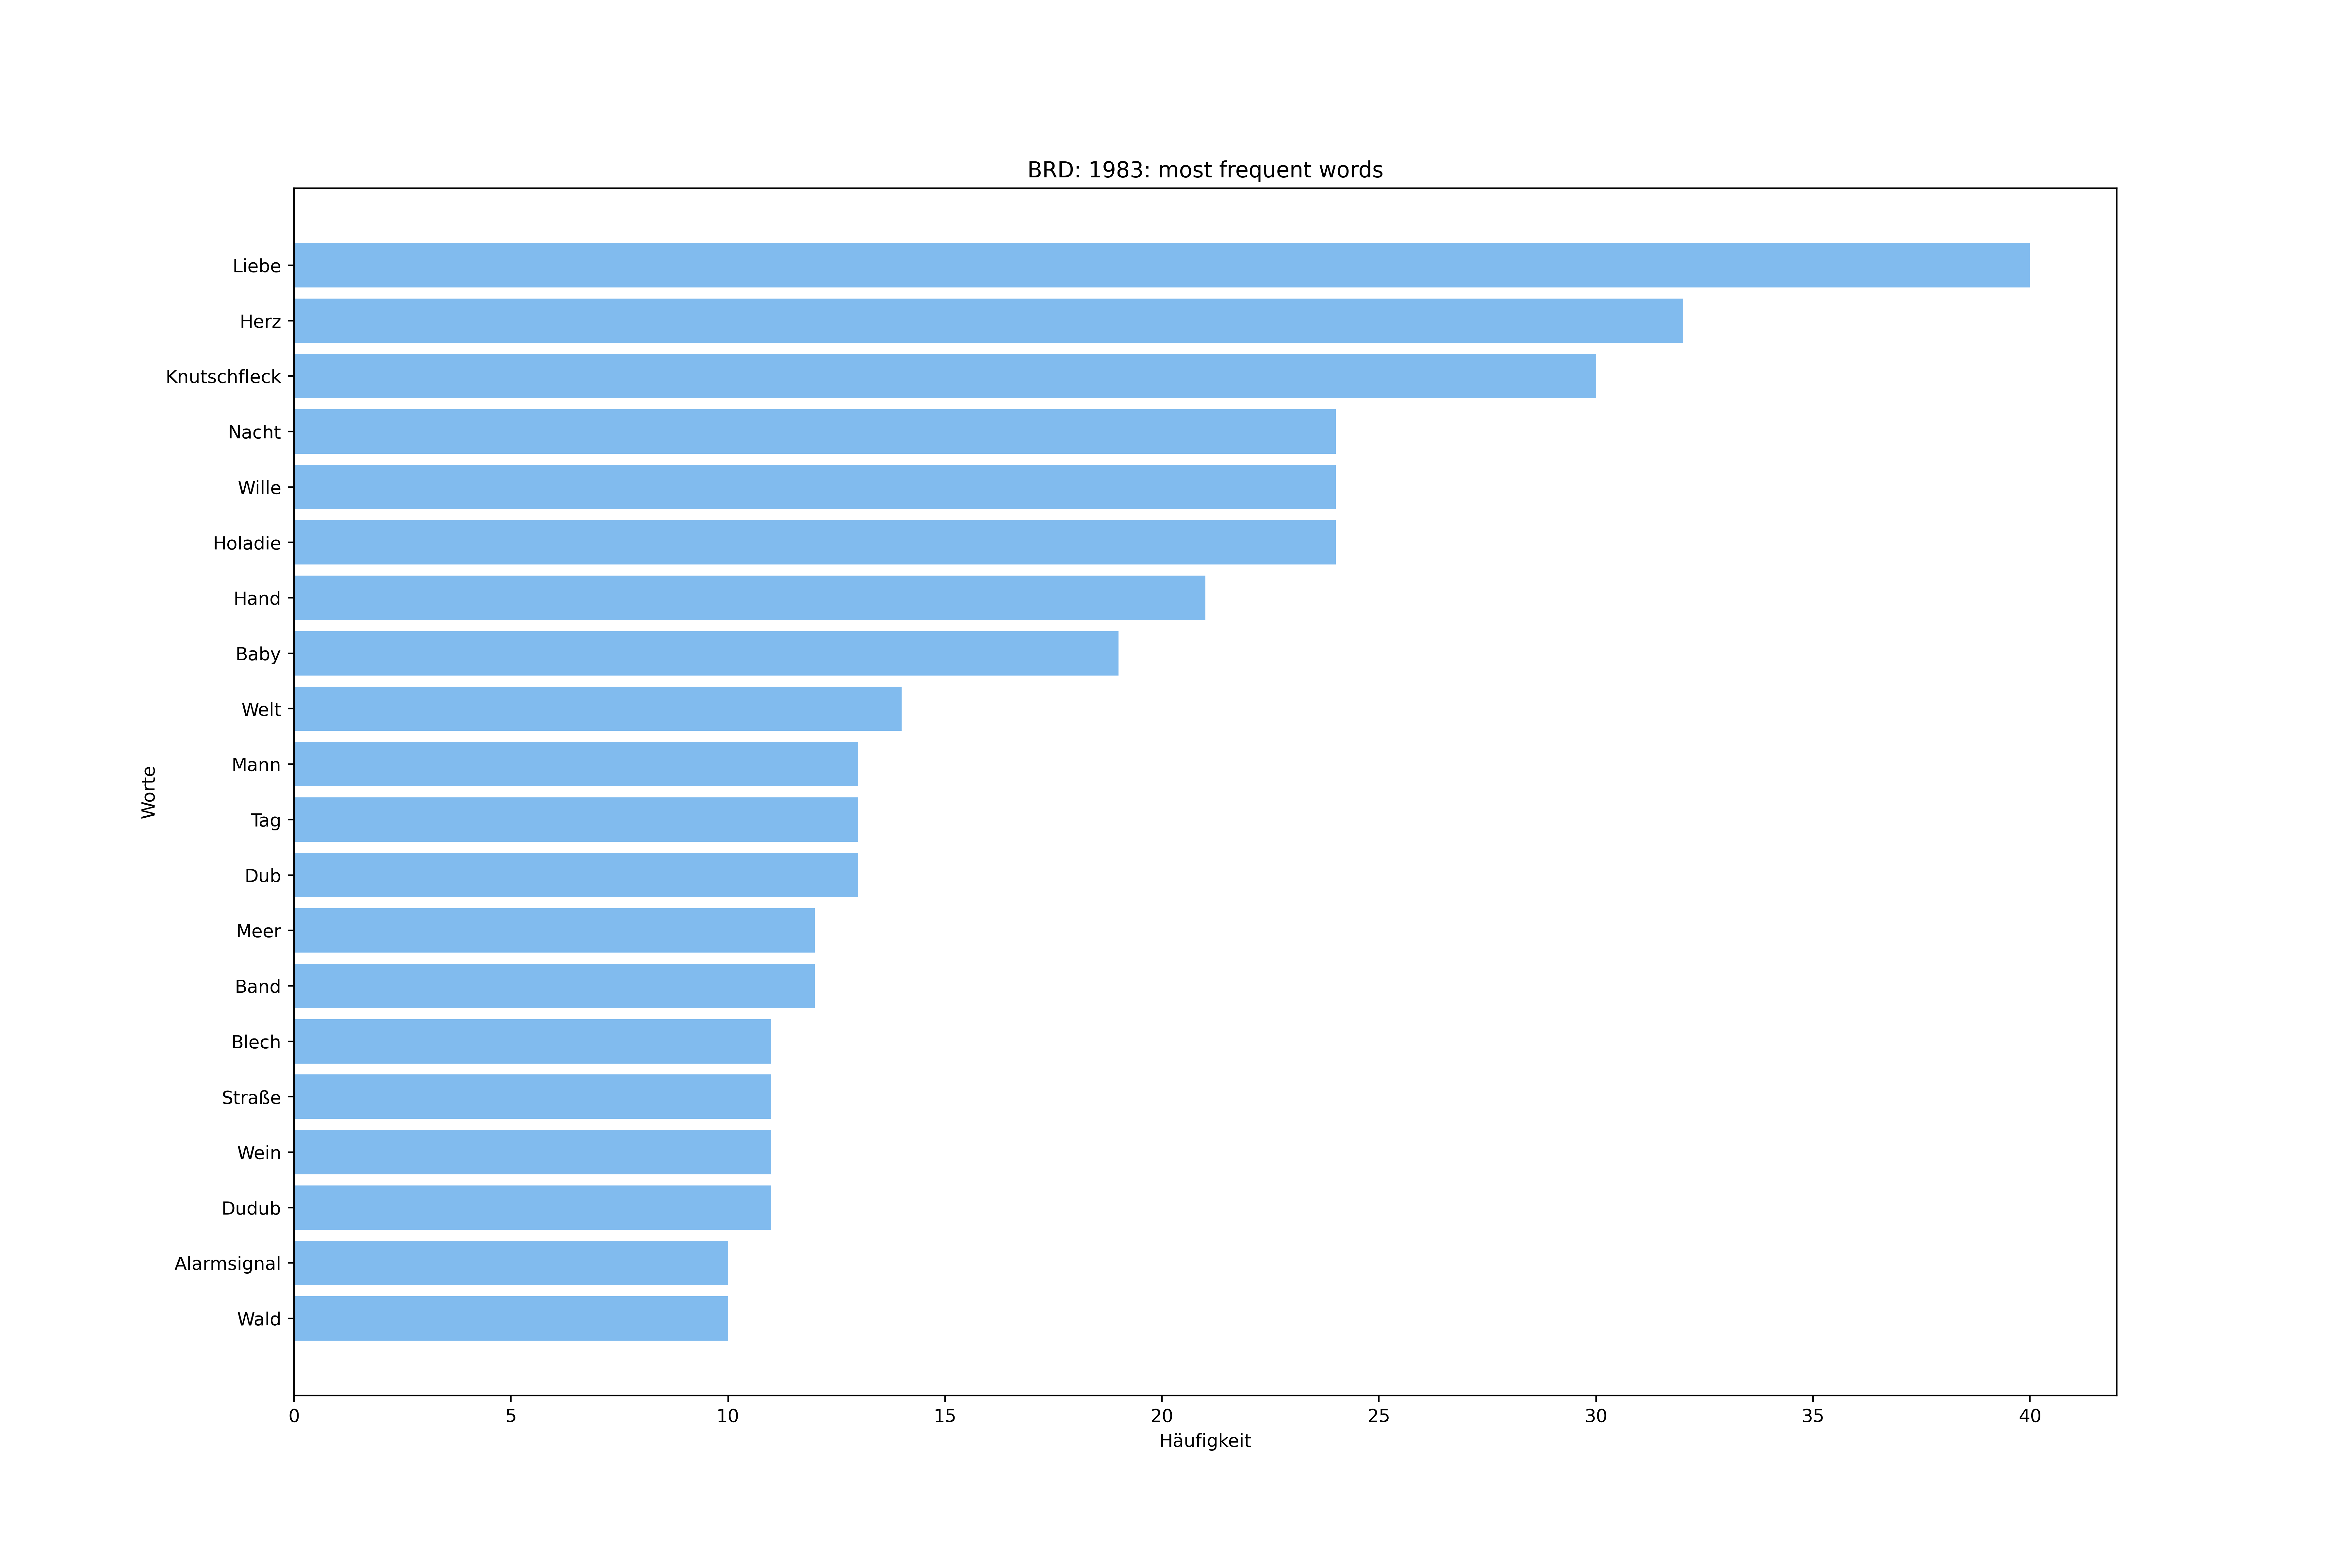 BRD: 1983: most frequent words
Liebe
Herz
Knutschfleck
Nacht
Wille
Holadie
Hand
Baby
Welt
Mann
Tag
Dub
Meer
Band
Blech
Straße
Wein
Dudub
Alarmsignal
Wald
Worte
0 5 10 15 20 25 30 35 40
Häufigkeit